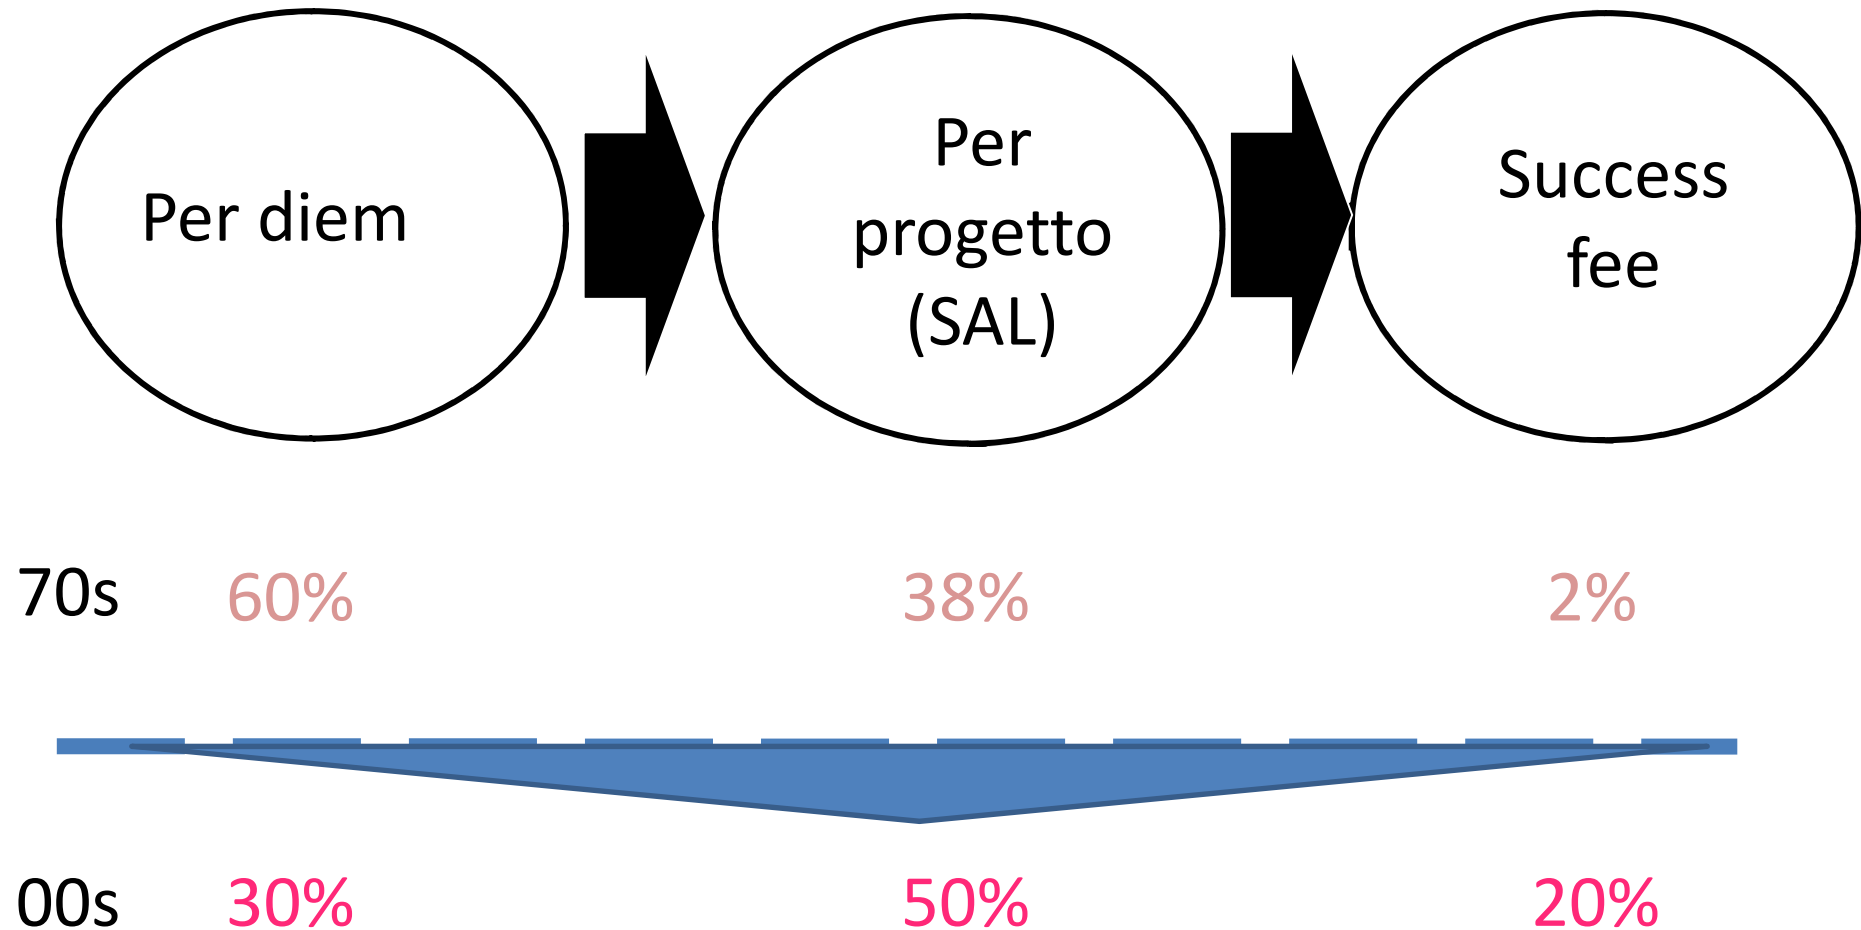 Per diem
Per
progetto
(SAL)
Success
fee
70s 60% 38% 2%
00s 30% 50% 20%